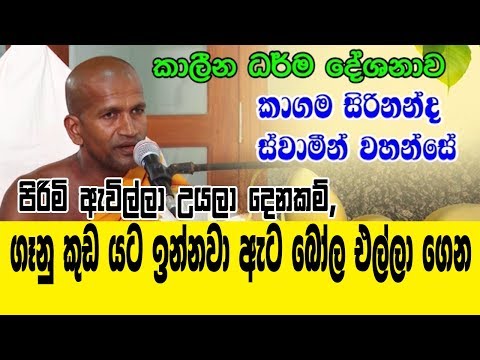 කාලීන ධර්ම දේශනාව
කාගම සිරිනන්ද
ස්වාමීන් වහන්සේ
පිරිමි ඇවිල්ලා උයලා දෙනකම්,
ගෑනු කුඩ යට ඉන්නවා ඇට බෝල එල්ලා ගෙන